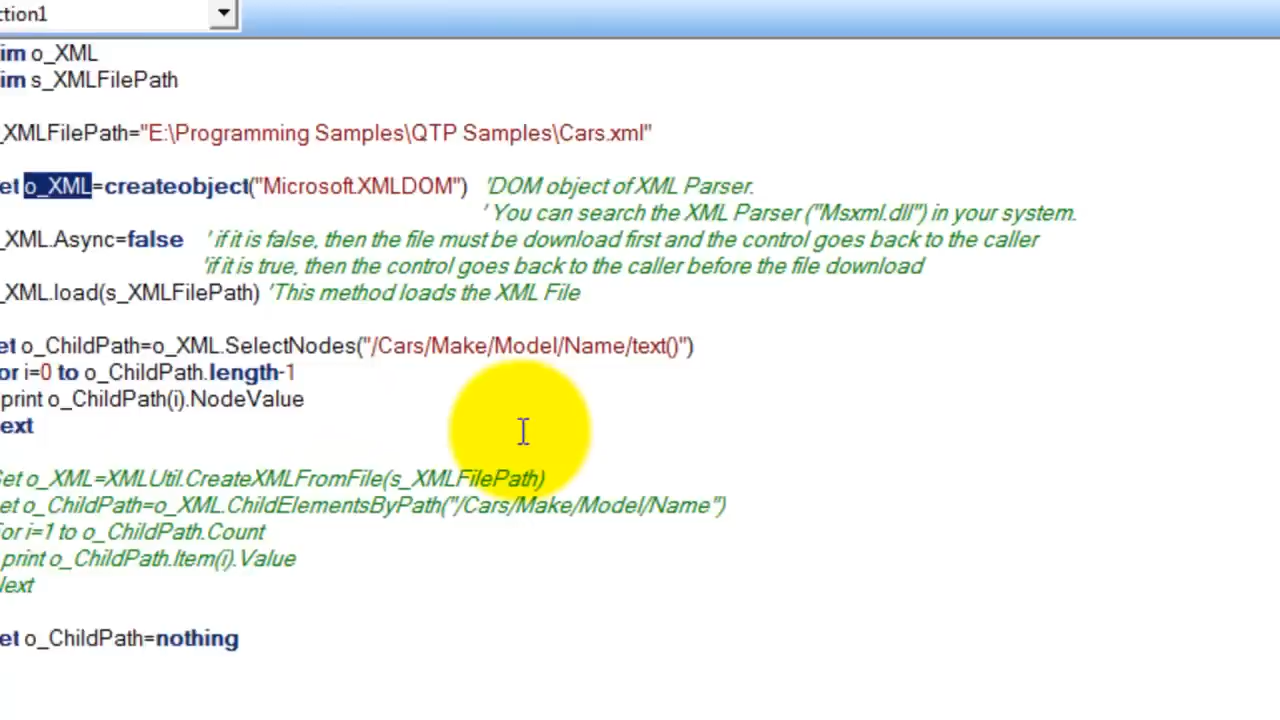 ction1
im o_XML
im s_XMLFilePath
_XMLFilePath="E:\Programming Samples\QTP Samples\Cars.xml"
et o_XML=createobject("Microsoft.XMLDOM") 'DOM object of XML Parser.
' You can search the XML Parser ("Msxml.dll") in your system.
_XML.Async=false ' if it is false, then the file must be download first and the control goes back to the caller
'if it is true, then the control goes back to the caller before the file download
_XML.load(s_XMLFilePath) 'This method loads the XML File
et o_ChildPath=o_XML.SelectNodes("/Cars/Make/Model/Name/text()")
or i=0 to o_ChildPath.length-1
print o_ChildPath(i).NodeValue
ext
Set o_XML=XMLUtil.CreateXMLFromFile(s_XMLFilePath)
et o_ChildPath=o_XML.ChildElementsByPath("/Cars/Make/Model/Name")
For i=1 to o_ChildPath.Count
print o_ChildPath.Item(i).Value
Next
et o_ChildPath=nothing